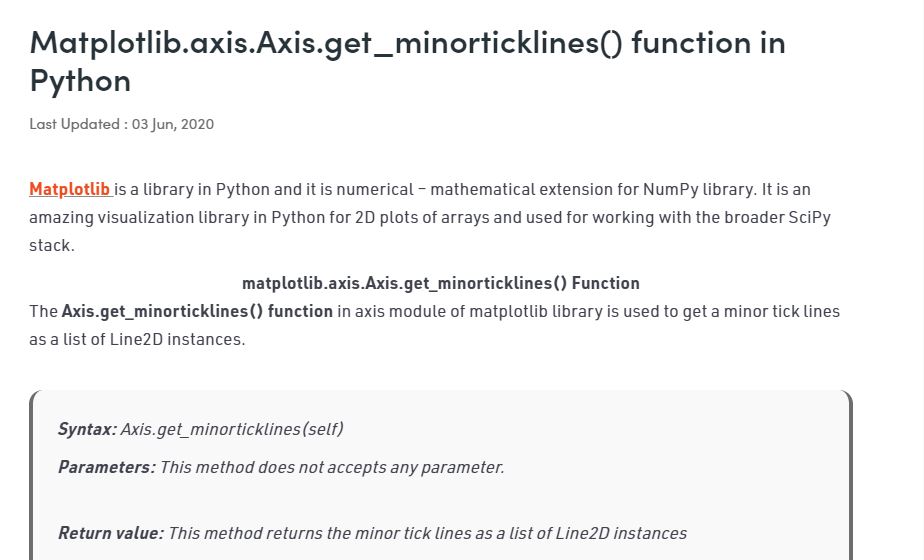 Matplotlib.axis.Axis.get_minorticklines() function in
Python
Last Updated : 03 Jun, 2020
Matplotlib is a library in Python and it is numerical – mathematical extension for NumPy library. It is an
amazing visualization library in Python for 2D plots of arrays and used for working with the broader SciPy
stack.
matplotlib.axis.Axis.get_minorticklines() Function
The Axis.get_minorticklines() function in axis module of matplotlib library is used to get a minor tick lines
as a list of Line2D instances.
Syntax: Axis.get_minorticklines(self)
Parameters: This method does not accepts any parameter.
Return value: This method returns the minor tick lines as a list of Line2D instances